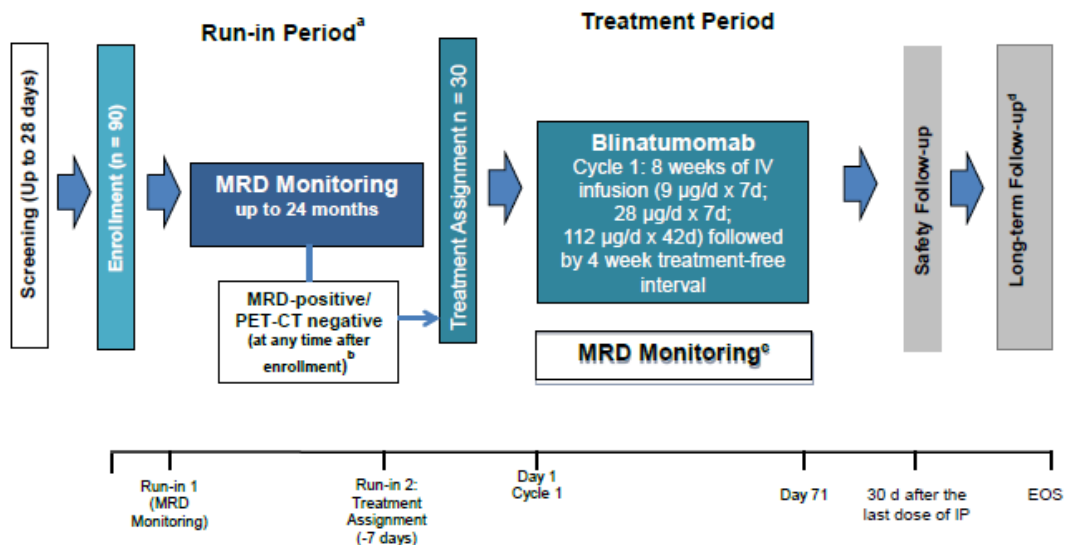 Run-in Period^a
Treatment Period
Screening (Up to 28 days)
Enrollment (n = 90)
MRD Monitoring
up to 24 months
MRD-positive/
PET-CT negative
(at any time after
enrollment)^b
Treatment Assignment n = 30
Blinatumomab
Cycle 1: 8 weeks of IV
infusion (9 µg/d x 7d;
28 µg/d x 7d;
112 µg/d x 42d) followed
by 4 week treatment-free
interval
MRD Monitoring^c
Safety Follow-up
Long-term Follow-up^d
Run-in 1
(MRD
Monitoring)
Run-in 2:
Treatment
Assignment
(-7 days)
Day 1
Cycle 1
Day 71
30 d after the
last dose of IP
EOS